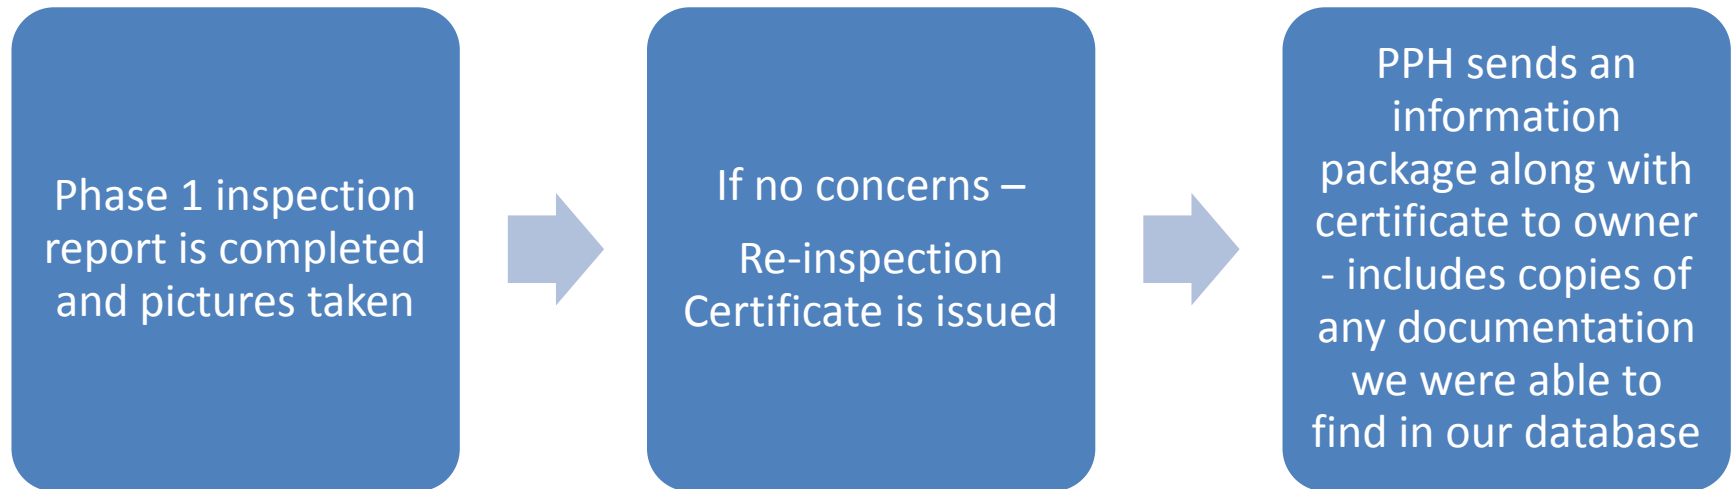 Phase 1 inspection
report is completed
and pictures taken
If no concerns –
Re-inspection
Certificate is issued
PPH sends an
information
package along with
certificate to owner
- includes copies of
any documentation
we were able to
find in our database